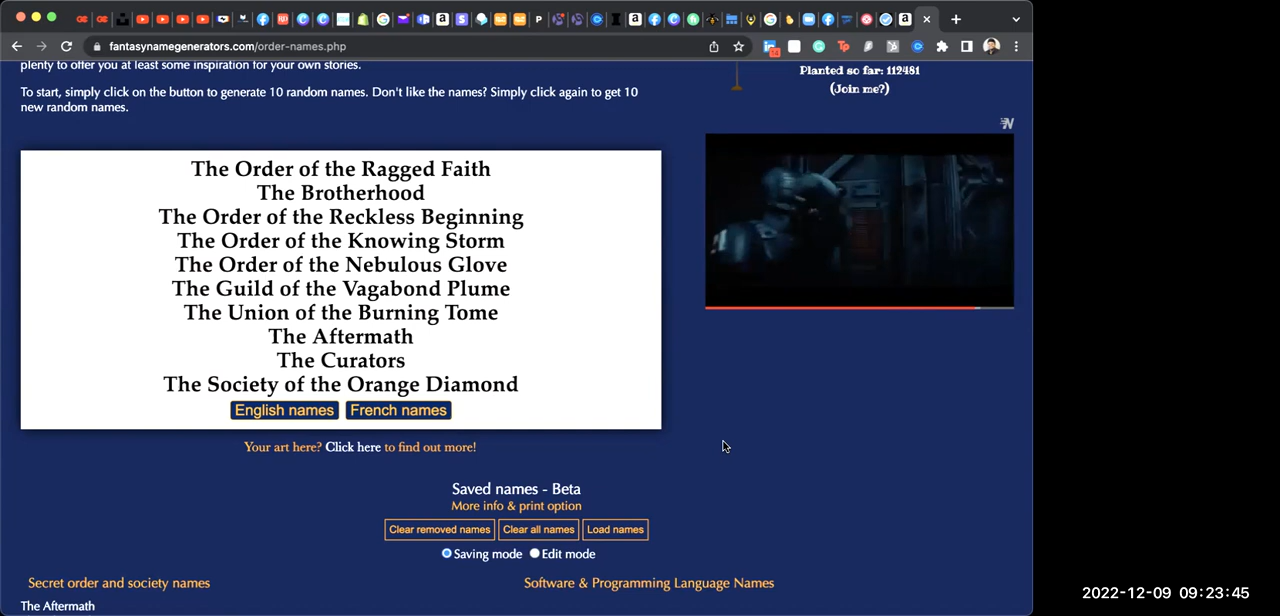 fantasynamegenerators.com/order-names.php
plenty to offer you at least some inspiration for your own stories.
To start, simply click on the button to generate 10 random names. Don't like the names? Simply click again to get 10
new random names.
Planted so far: 112481
(Join me?)
The Order of the Ragged Faith
The Brotherhood
The Order of the Reckless Beginning
The Order of the Knowing Storm
The Order of the Nebulous Glove
The Guild of the Vagabond Plume
The Union of the Burning Tome
The Aftermath
The Curators
The Society of the Orange Diamond
English names French names
Your art here? Click here to find out more!
Saved names - Beta
More info & print option
Clear removed names Clear all names Load names
Saving mode Edit mode
Secret order and society names Software & Programming Language Names
The Aftermath
2022-12-09 09:23:45